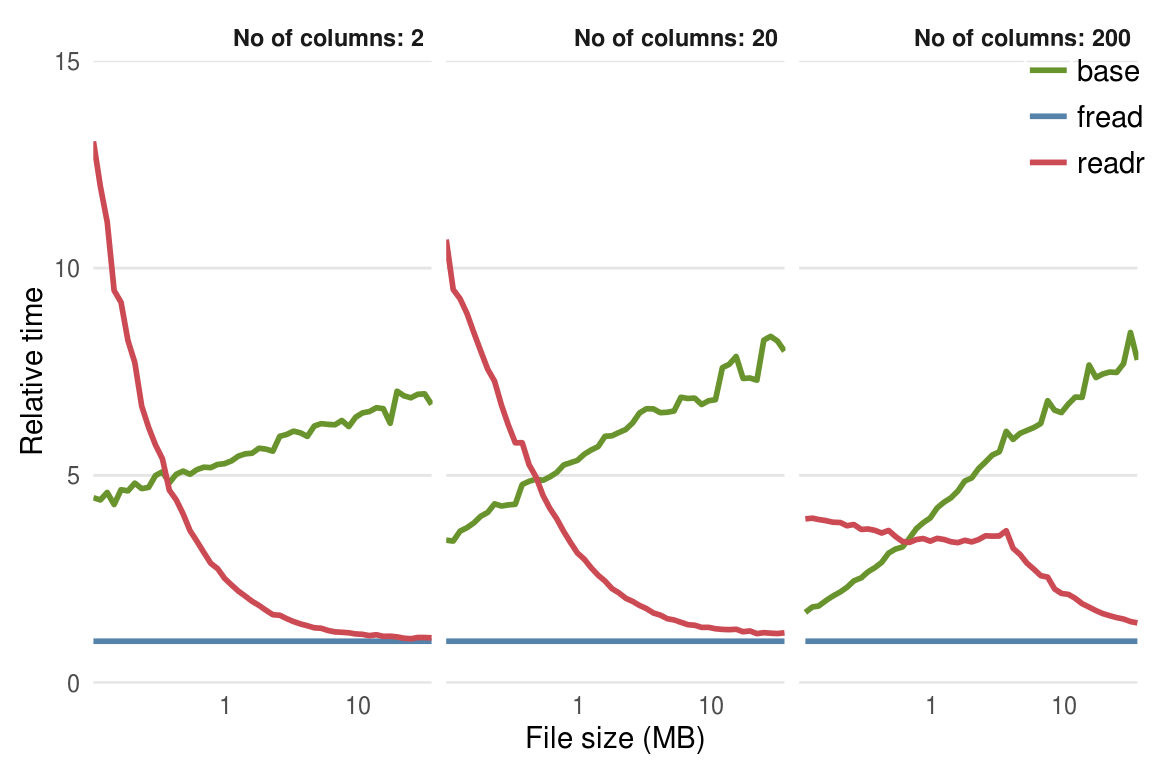 No of columns: 2
No of columns: 20
No of columns: 200
base
fread
readr
Relative time
15
10
5
0
1
10
1
10
1
10
File size (MB)